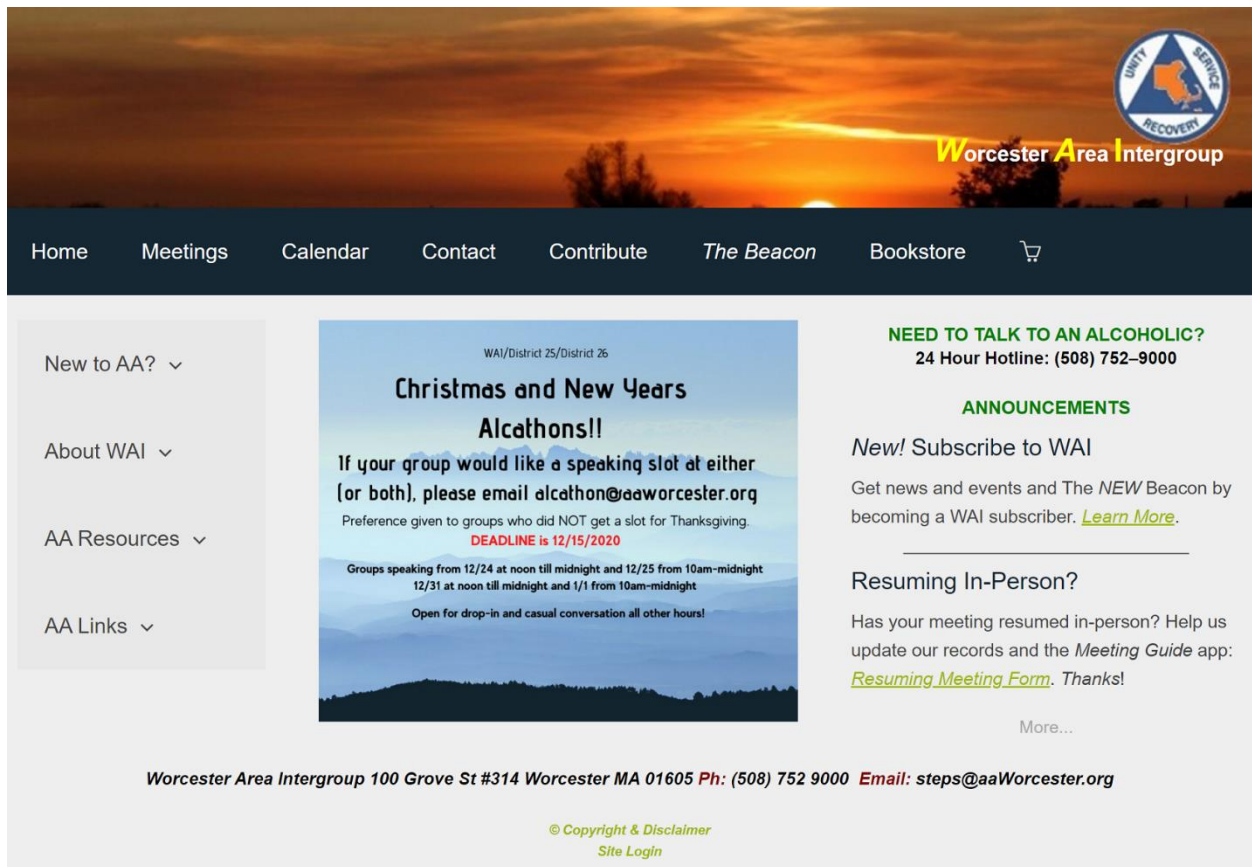 UNITY
SERVICE
RECOVERY
Worcester Area Intergroup
Home Meetings Calendar Contact Contribute The Beacon Bookstore
New to AA?
About WAI
AA Resources
AA Links
WAI/District 25/District 26
Christmas and New Years
Alcathons!!
If your group would like a speaking slot at either
(or both), please email alcathon@aaworcester.org
Preference given to groups who did NOT get a slot for Thanksgiving.
DEADLINE is 12/15/2020
Groups speaking from 12/24 at noon till midnight and 12/25 from 10am-midnight
12/31 at noon till midnight and 1/1 from 10am-midnight
Open for drop-in and casual conversation all other hours!
NEED TO TALK TO AN ALCOHOLIC?
24 Hour Hotline: (508) 752–9000
ANNOUNCEMENTS
New! Subscribe to WAI
Get news and events and The NEW Beacon by
becoming a WAI subscriber. Learn More.
Resuming In-Person?
Has your meeting resumed in-person? Help us
update our records and the Meeting Guide app:
Resuming Meeting Form. Thanks!
More...
Worcester Area Intergroup 100 Grove St #314 Worcester MA 01605 Ph: (508) 752 9000 Email: steps@aaWorcester.org
© Copyright & Disclaimer
Site Login